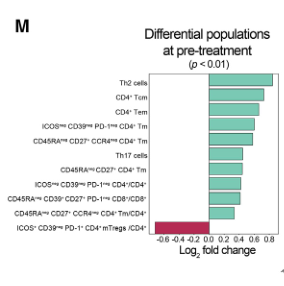 M
Differential populations
at pre-treatment
(p < 0.01)
Th2 cells
CD4⁺ Tcm
CD4⁺ Tem
ICOSⁿᵉᵍ CD39ⁿᵉᵍ PD-1ⁿᵉᵍ CD4⁺ Tm
CD45RAⁿᵉᵍ CD27⁺ CCR4ⁿᵉᵍ CD4⁺ Tm
Th17 cells
CD45RAⁿᵉᵍCD27⁺ CD4⁺ Tm
ICOSⁿᵉᵍ CD39ⁿᵉᵍ PD-1ⁿᵉᵍ CD4⁺/CD4⁺
CD45RAⁿᵉᵍ CD39⁺ CD27⁺ PD-1ⁿᵉᵍ CD8⁺/CD8⁺
CD45RAⁿᵉᵍ CD27⁺ CCR4ⁿᵉᵍ CD4⁺ Tm/CD4⁺
ICOS⁺ CD39ⁿᵉᵍ PD-1⁺ CD4⁺ mTregs /CD4⁺
-0.6 -0.4 -0.2 0.0 0.2 0.4 0.6 0.8
Log₂ fold change